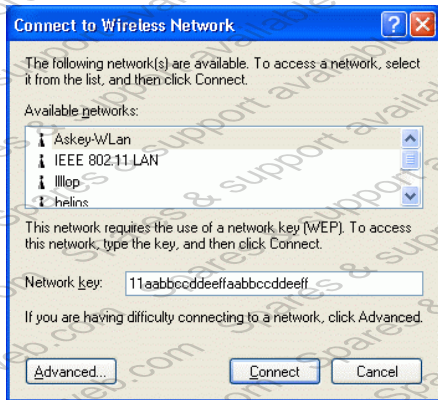 Connect to Wireless Network
The following network(s) are available. To access a network, select
it from the list, and then click Connect.
Available networks:
Askey-WLan
IEEE 802.11 LAN
helios
This network requires the use of a network key (WEP). To access
this network, type the key, and then click Connect.
Network key: 11aabbccddeeffaabbccddeeff
If you are having difficulty connecting to a network, click Advanced.
Advanced... Connect Cancel